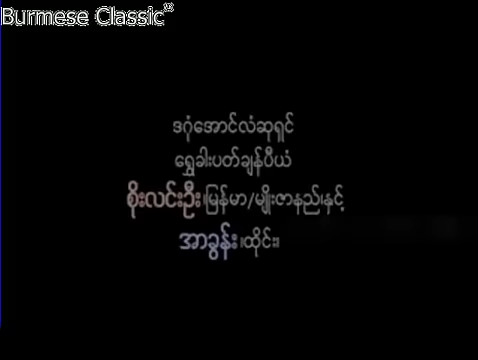 Burmese Classic
ဒဂုံအောင်လံဆုရှင်
ရွှေခါးပတ်ချန်ပီယံ
စိုးလင်းဦး(မြန်မာ/မျိုးဇာနည်)နှင့်
အာခွန်း(ထိုင်း)